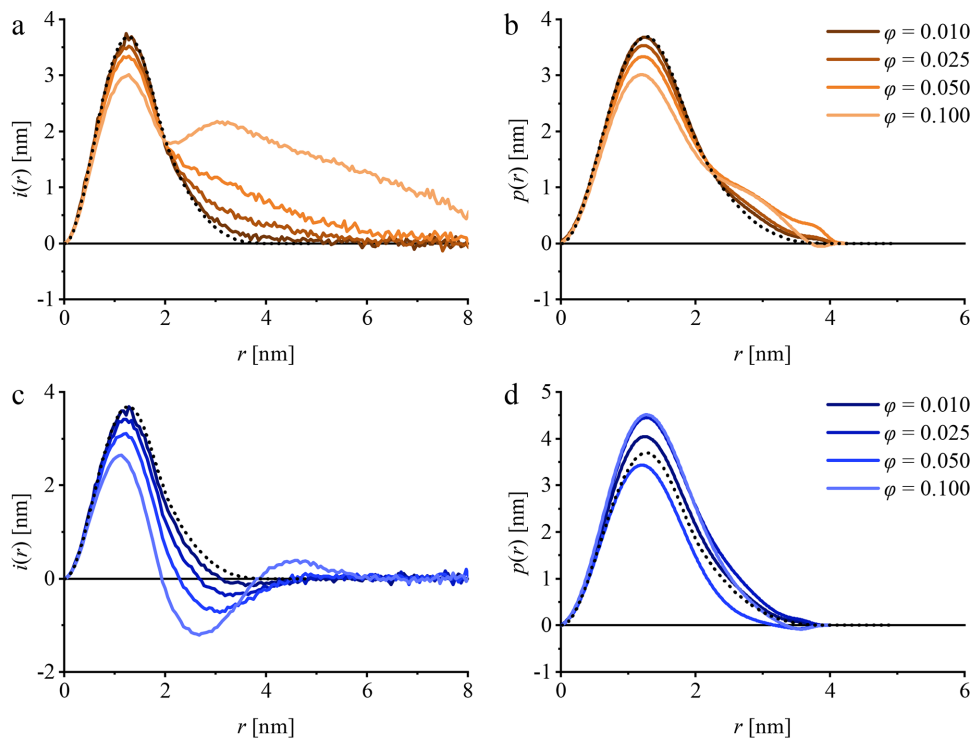 a
4
3
2
1
0
-1
i(r) [nm]
0 2 4 6 8
r [nm]
b
4
3
2
1
0
-1
p(r) [nm]
0 2 4 6
r [nm]
φ = 0.010
φ = 0.025
φ = 0.050
φ = 0.100
c
4
2
0
-2
i(r) [nm]
0 2 4 6 8
r [nm]
d
5
4
3
2
1
0
-1
p(r) [nm]
0 2 4 6
r [nm]
φ = 0.010
φ = 0.025
φ = 0.050
φ = 0.100